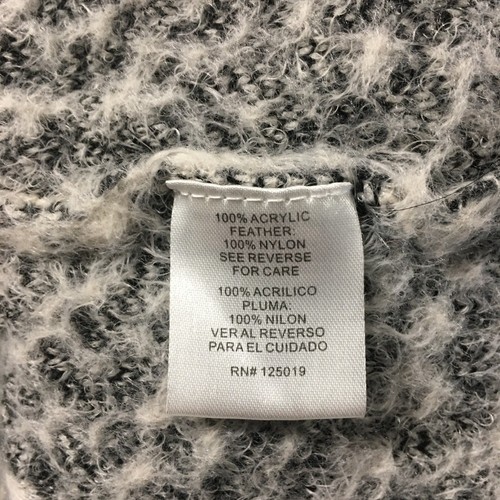 100% ACRYLIC
FEATHER:
100% NYLON
SEE REVERSE
FOR CARE
100% ACRILICO
PLUMA:
100% NILON
VER AL REVERSO
PARA EL CUIDADO
RN# 125019